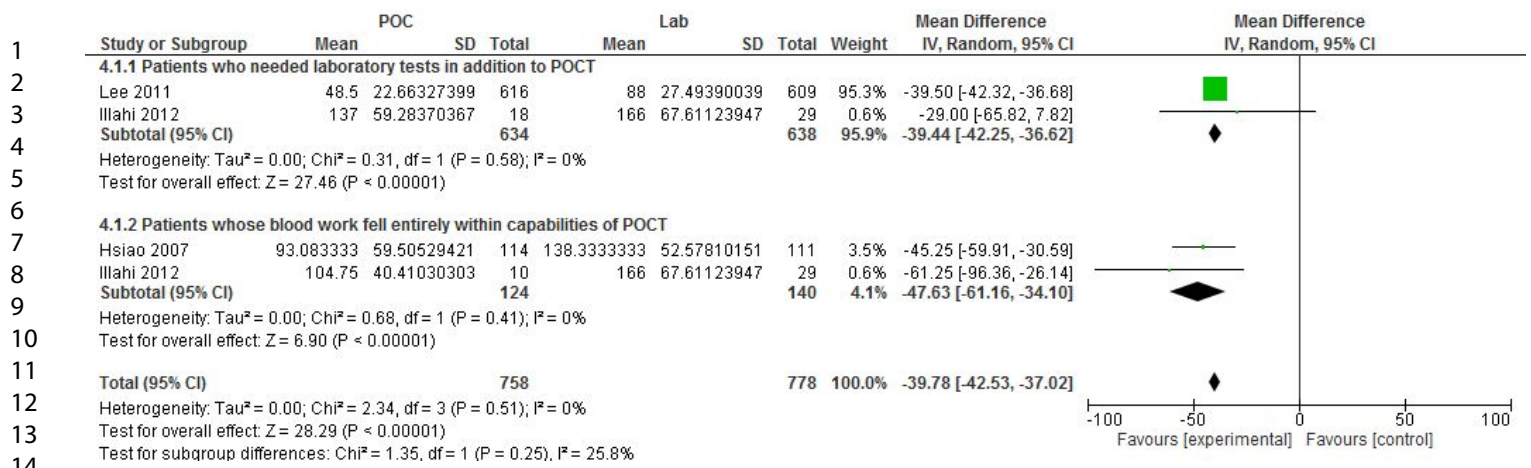 POC Lab Mean Difference Mean Difference
1
Study or Subgroup Mean SD Total Mean SD Total Weight IV, Random, 95% CI IV, Random, 95% CI
4.1.1 Patients who needed laboratory tests in addition to POCT
2
Lee 2011 48.5 22.66327399 616 88 27.49390039 609 95.3% -39.50 [-42.32, -36.68]
3
Illahi 2012 137 59.28370367 18 166 67.61123947 29 0.6% -29.00 [-65.82, 7.82]
Subtotal (95% CI) 634 638 95.9% -39.44 [-42.25, -36.62]
4
Heterogeneity: Tau² = 0.00; Chi² = 0.31, df = 1 (P = 0.58); I² = 0%
5
Test for overall effect: Z = 27.46 (P < 0.00001)
6
4.1.2 Patients whose blood work fell entirely within capabilities of POCT
7
Hsiao 2007 93.083333 59.50529421 114 138.3333333 52.57810151 111 3.5% -45.25 [-59.91, -30.59]
8
Illahi 2012 104.75 40.41030303 10 166 67.61123947 29 0.6% -61.25 [-96.36, -26.14]
Subtotal (95% CI) 124 140 4.1% -47.63 [-61.16, -34.10]
9
Heterogeneity: Tau² = 0.00; Chi² = 0.68, df = 1 (P = 0.41); I² = 0%
10
Test for overall effect: Z = 6.90 (P < 0.00001)
11
Total (95% CI) 758 778 100.0% -39.78 [-42.53, -37.02]
12
Heterogeneity: Tau² = 0.00; Chi² = 2.34, df = 3 (P = 0.51); I² = 0%
-100 -50 0 50 100
13
Test for overall effect: Z = 28.29 (P < 0.00001)
Favours [experimental] Favours [control]
14
Test for subgroup differences: Chi² = 1.35, df = 1 (P = 0.25), I² = 25.8%